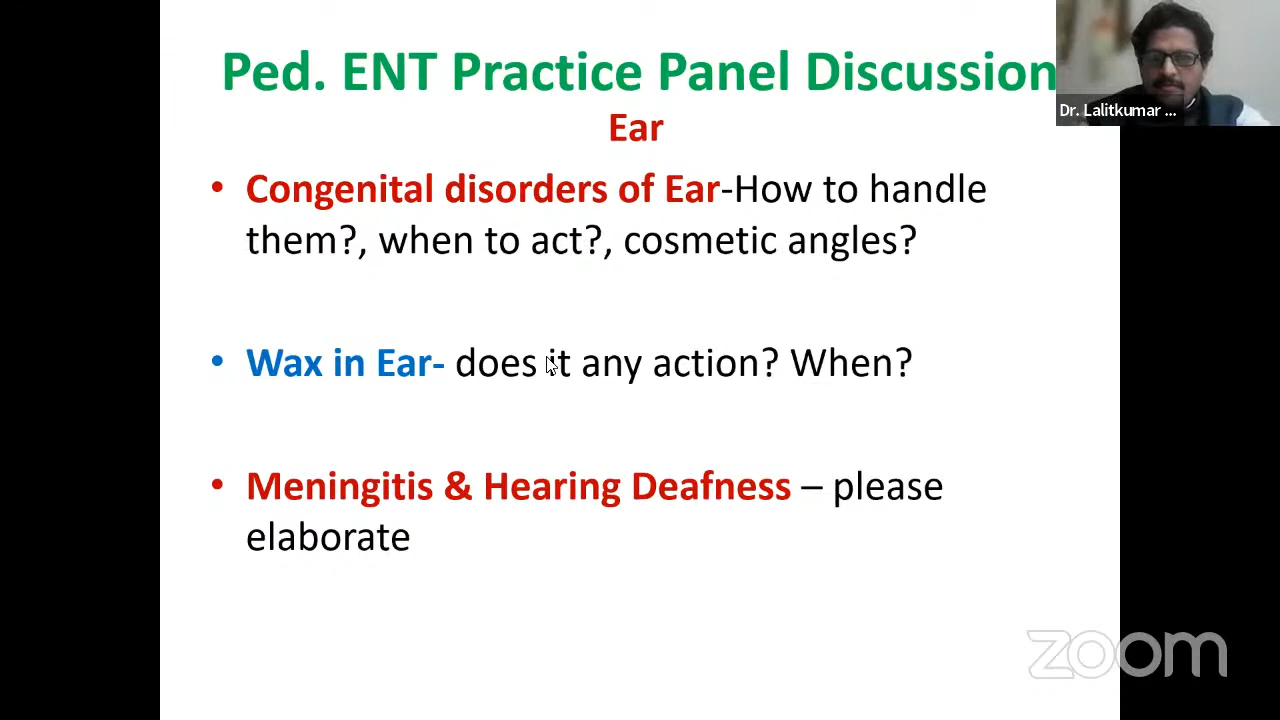 Ped. ENT Practice Panel Discussion
Dr. Lalitkumar ...
Ear
• Congenital disorders of Ear-How to handle
them?, when to act?, cosmetic angles?
• Wax in Ear- does it any action? When?
• Meningitis & Hearing Deafness – please
elaborate
zoom